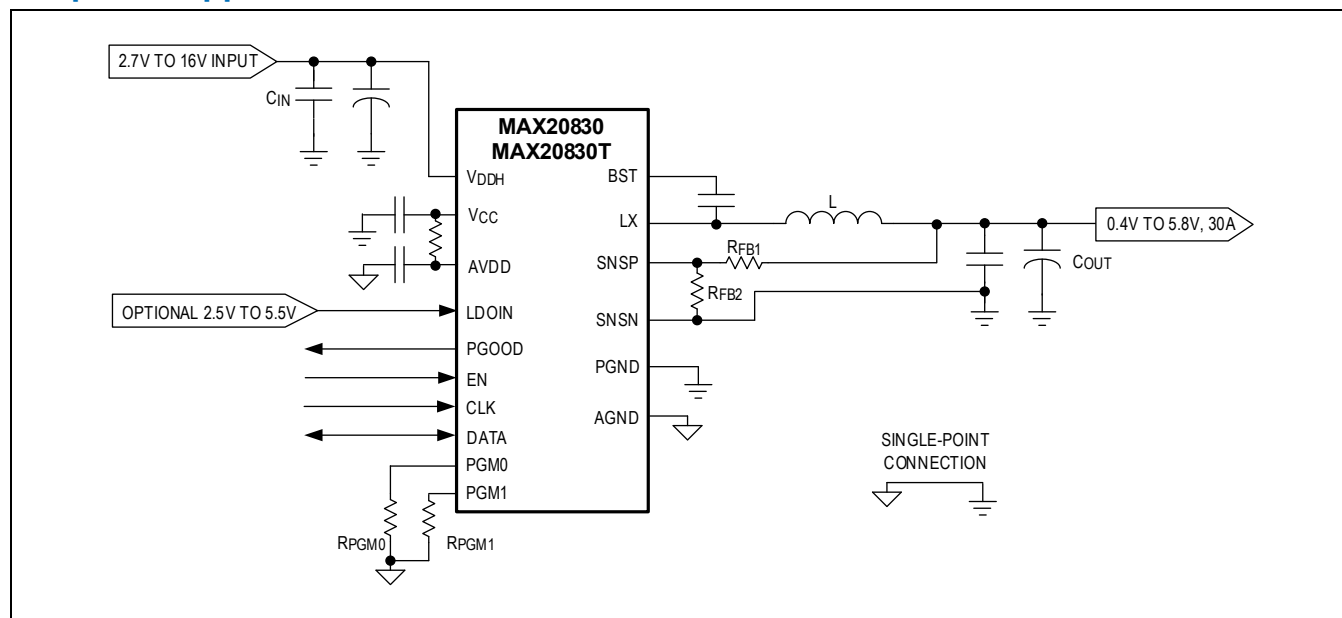 2.7V TO 16V INPUT
CIN
MAX20830
MAX20830T
VDDH
VCC
AVDD
LDOIN
PGOOD
EN
CLK
DATA
PGM0
PGM1
BST
LX
SNSP
SNSN
PGND
AGND
OPTIONAL 2.5V TO 5.5V
RPGM0
RPGM1
L
RFB1
RFB2
COUT
0.4V TO 5.8V, 30A
SINGLE-POINT
CONNECTION